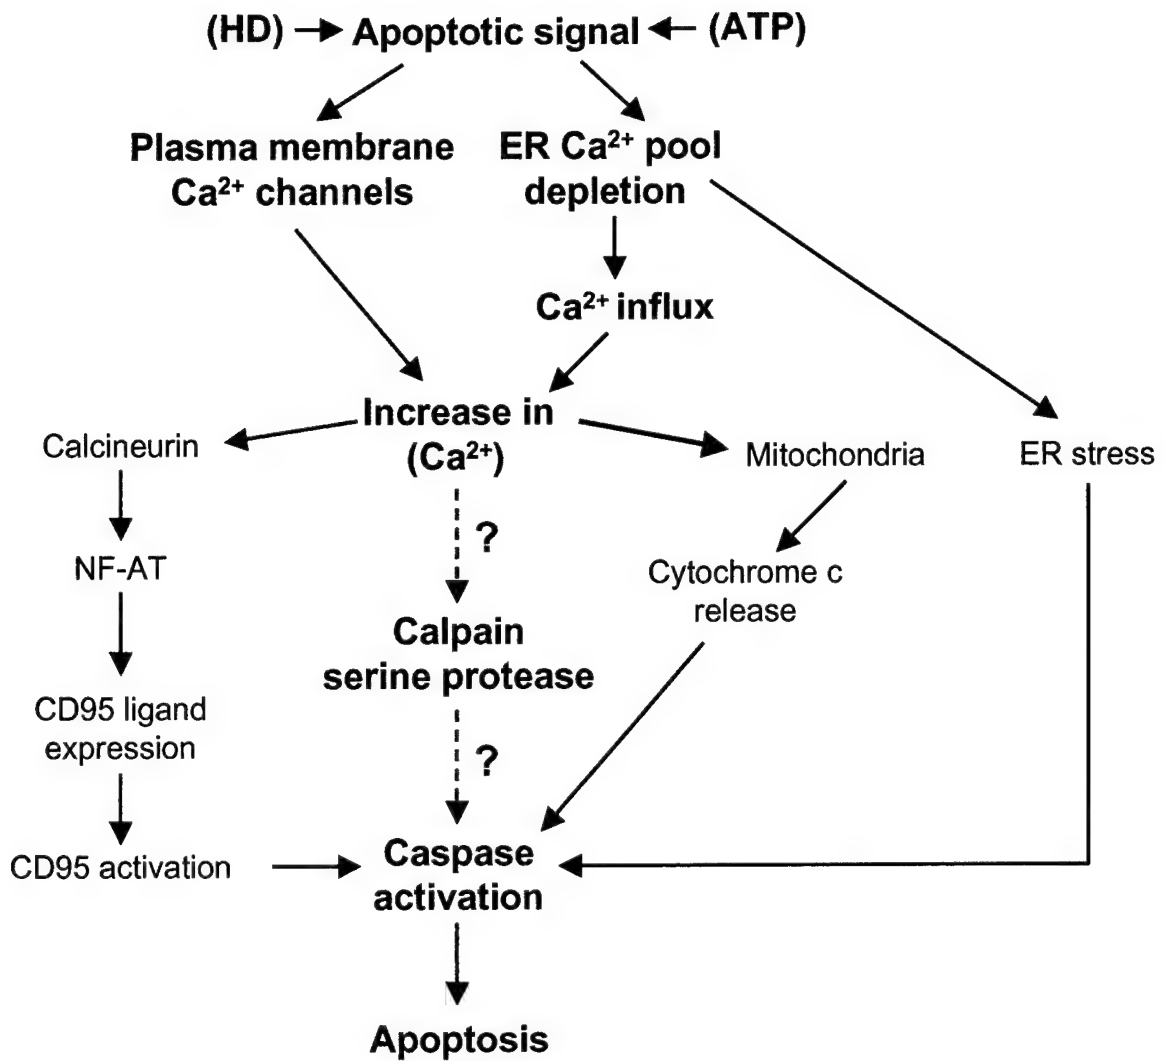 (HD) → Apoptotic signal ← (ATP)
Plasma membrane
Ca²⁺ channels
ER Ca²⁺ pool
depletion
Ca²⁺ influx
Increase in
(Ca²⁺)
Calcineurin
Mitochondria
ER stress
?
NF-AT
Cytochrome c
release
Calpain
serine protease
CD95 ligand
expression
?
CD95 activation
Caspase
activation
Apoptosis